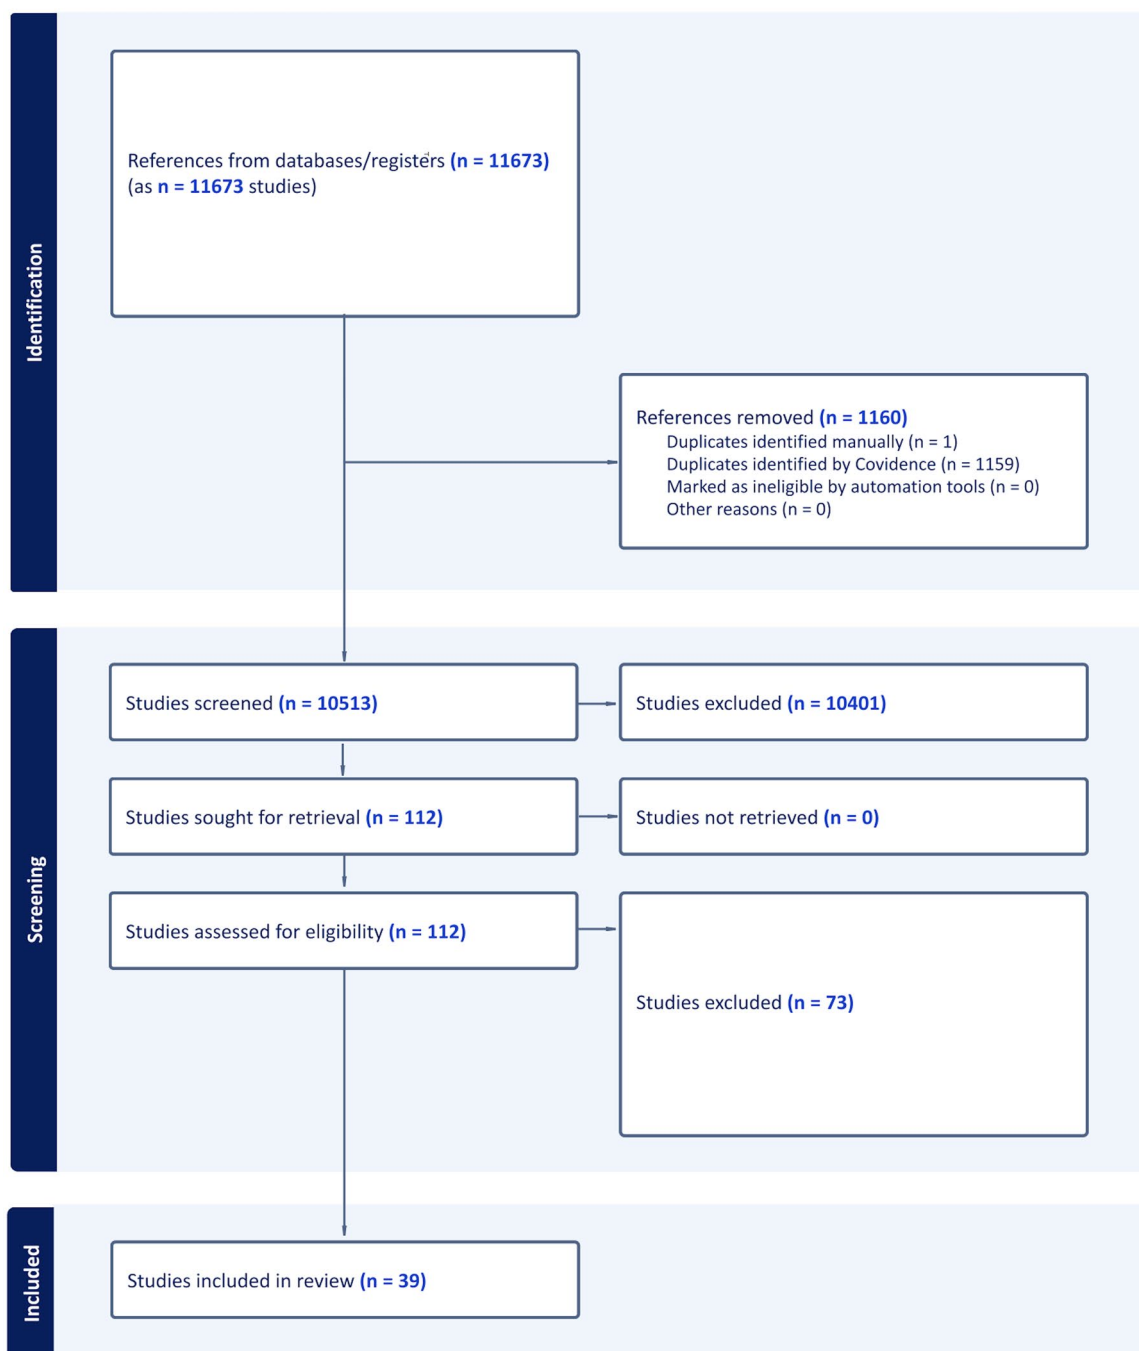 Identification
References from databases/registers (n = 11673)
(as n = 11673 studies)
References removed (n = 1160)
Duplicates identified manually (n = 1)
Duplicates identified by Covidence (n = 1159)
Marked as ineligible by automation tools (n = 0)
Other reasons (n = 0)
Screening
Studies screened (n = 10513)
Studies excluded (n = 10401)
Studies sought for retrieval (n = 112)
Studies not retrieved (n = 0)
Studies assessed for eligibility (n = 112)
Studies excluded (n = 73)
Included
Studies included in review (n = 39)